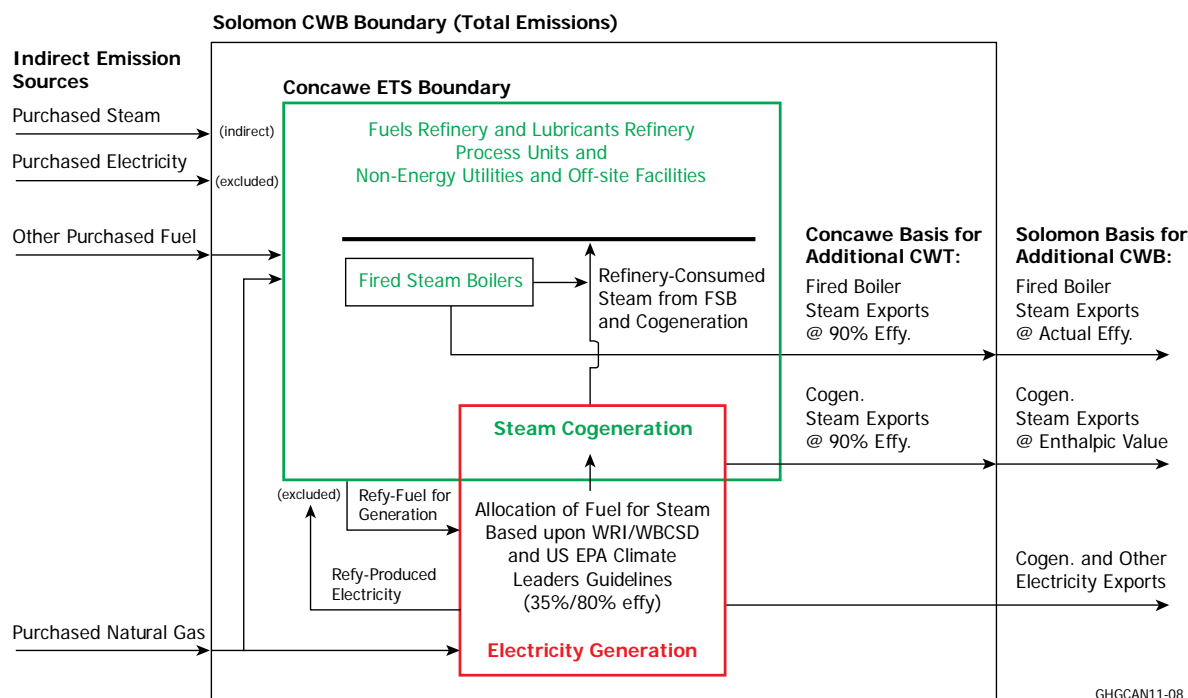 Solomon CWB Boundary (Total Emissions)
Indirect Emission
Sources
Purchased Steam
(indirect)
Purchased Electricity
(excluded)
Other Purchased Fuel
Purchased Natural Gas
Concawe ETS Boundary
Fuels Refinery and Lubricants Refinery
Process Units and
Non-Energy Utilities and Off-site Facilities
Fired Steam Boilers
Refinery-Consumed
Steam from FSB
and Cogeneration
Steam Cogeneration
Allocation of Fuel for Steam
Based upon WRI/WBCSD
and US EPA Climate
Leaders Guidelines
(35%/80% effy)
Electricity Generation
(excluded)
Refy-Fuel for
Generation
Refy-Produced
Electricity
Concawe Basis for
Additional CWT:
Fired Boiler
Steam Exports
@ 90% Effy.
Cogen.
Steam Exports
@ 90% Effy.
Solomon Basis for
Additional CWB:
Fired Boiler
Steam Exports
@ Actual Effy.
Cogen.
Steam Exports
@ Enthalpic Value
Cogen. and Other
Electricity Exports
GHGCAN11-08